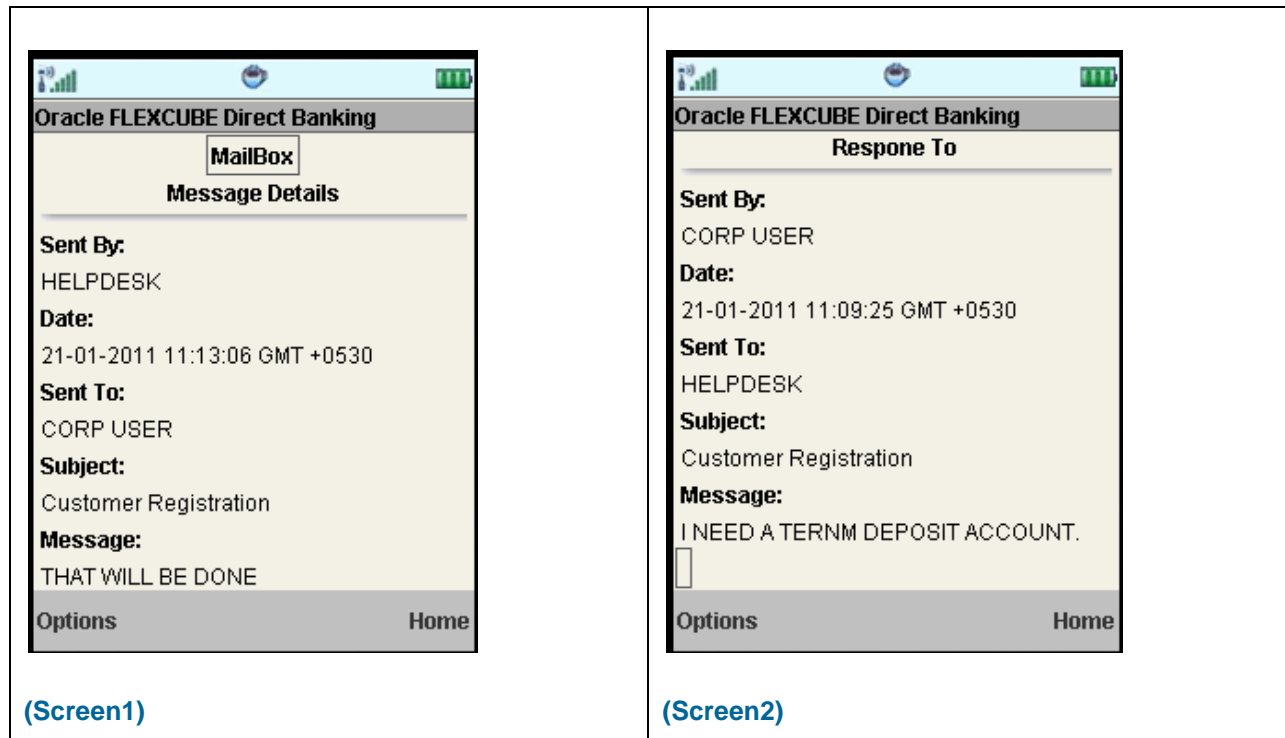 Oracle FLEXCUBE Direct Banking
MailBox
Message Details
Sent By:
HELPDESK
Date:
21-01-2011 11:13:06 GMT +0530
Sent To:
CORP USER
Subject:
Customer Registration
Message:
THAT WILL BE DONE
Options Home
(Screen1)
Oracle FLEXCUBE Direct Banking
Respone To
Sent By:
CORP USER
Date:
21-01-2011 11:09:25 GMT +0530
Sent To:
HELPDESK
Subject:
Customer Registration
Message:
I NEED A TERNM DEPOSIT ACCOUNT.
Options Home
(Screen2)